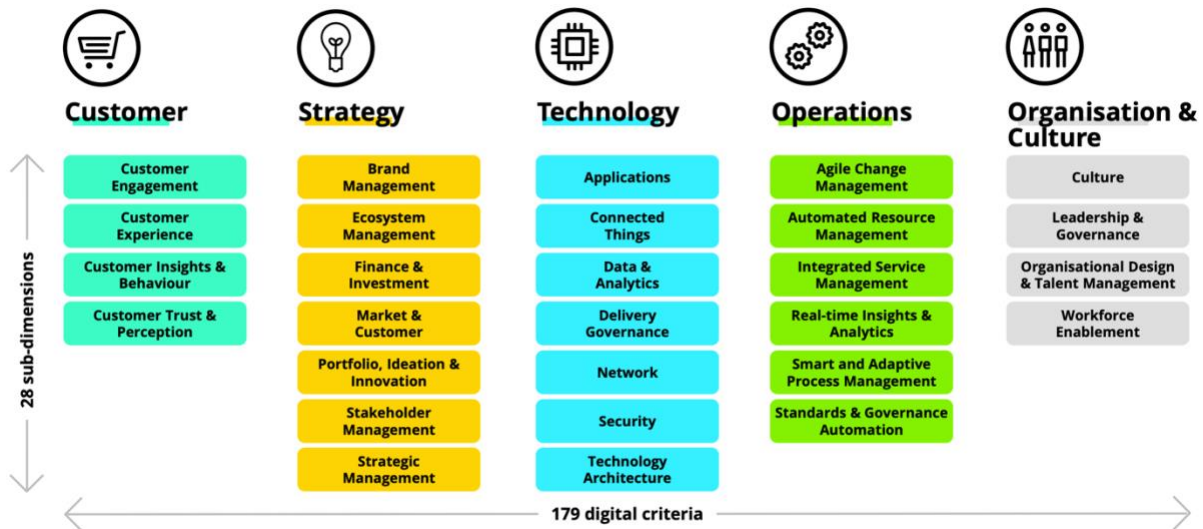 Customer
Strategy
Technology
Operations
Organisation &
Culture
28 sub-dimensions
Customer
Engagement
Customer
Experience
Customer Insights &
Behaviour
Customer Trust &
Perception
Brand
Management
Ecosystem
Management
Finance &
Investment
Market &
Customer
Portfolio, Ideation &
Innovation
Stakeholder
Management
Strategic
Management
Applications
Connected
Things
Data &
Analytics
Delivery
Governance
Network
Security
Technology
Architecture
Agile Change
Management
Automated Resource
Management
Integrated Service
Management
Real-time Insights &
Analytics
Smart and Adaptive
Process Management
Standards & Governance
Automation
Culture
Leadership &
Governance
Organisational Design
& Talent Management
Workforce
Enablement
179 digital criteria